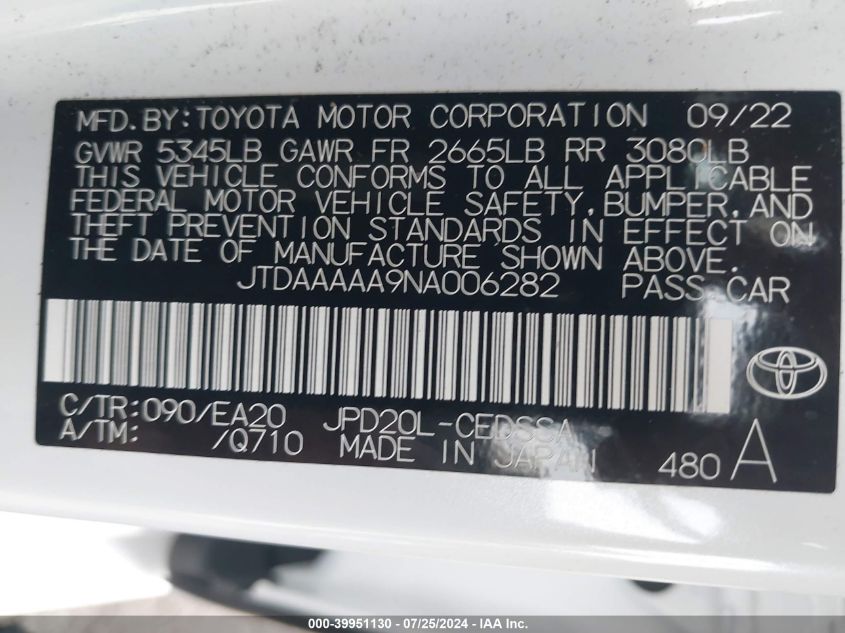 MFD.BY:TOYOTA MOTOR CORPORATION 09/22
GVWR 5345LB GAWR FR 2665LB RR 3080LB
THIS VEHICLE CONFORMS TO ALL APPLICABLE
FEDERAL MOTOR VEHICLE SAFETY,BUMPER,AND
THEFT PREVENTION STANDARDS IN EFFECT ON
THE DATE OF MANUFACTURE SHOWN ABOVE.
JTDAAAAA9NA006282 PASS.CAR
C/TR:090/EA20 JPD20L-CEDSSA
A/TM: /Q710 MADE IN JAPAN 480 A
000-39951130 - 07/25/2024 - IAA Inc.